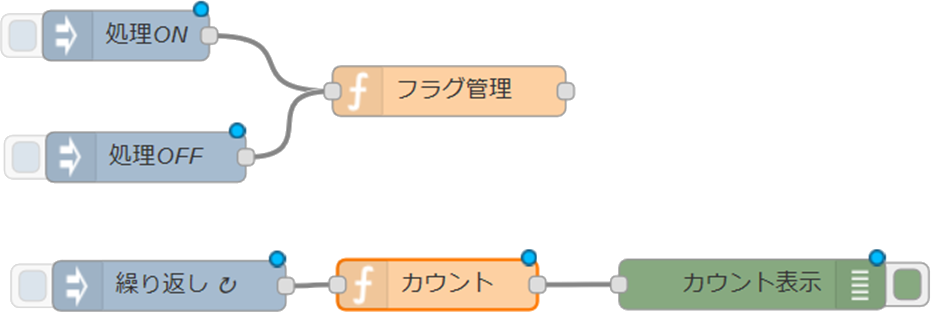 処理ON
フラグ管理
処理OFF
繰り返し ↻
カウント
カウント表示